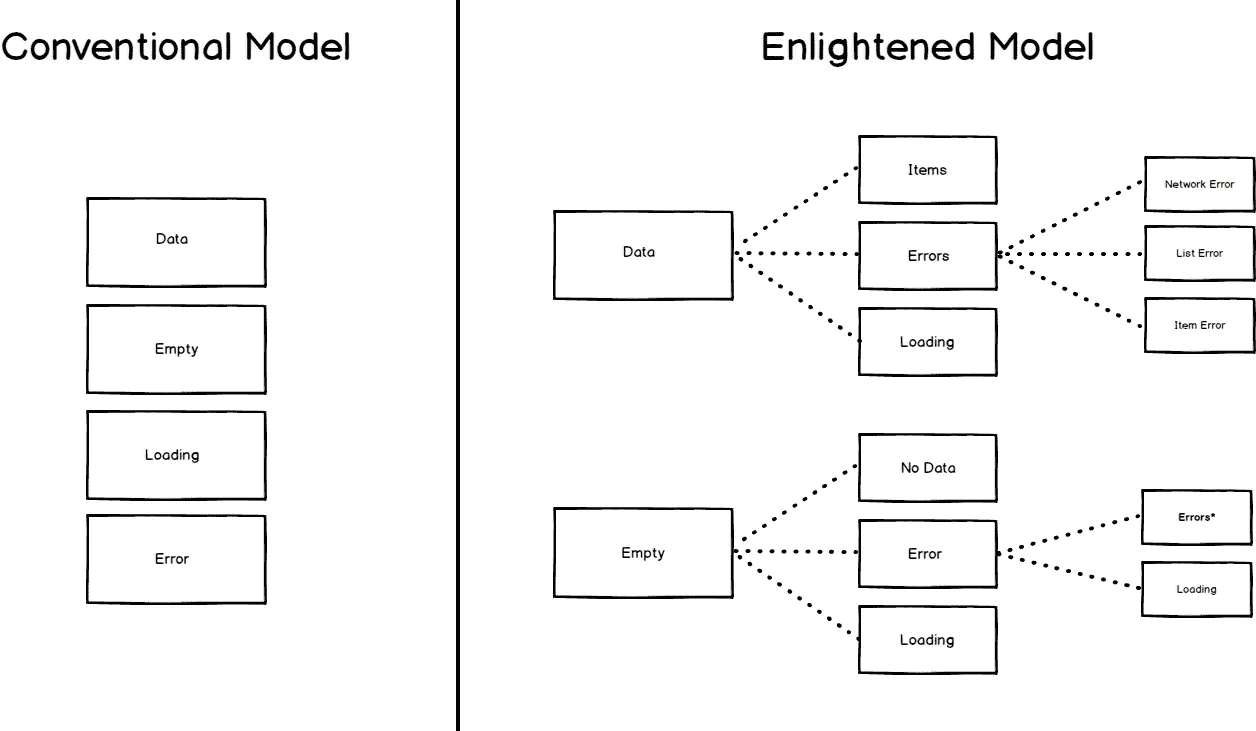 Conventional Model
Data
Empty
Loading
Error
Enlightened Model
Data
Items
Errors
Loading
Network Error
List Error
Item Error
Empty
No Data
Error
Loading
Errors*
Loading